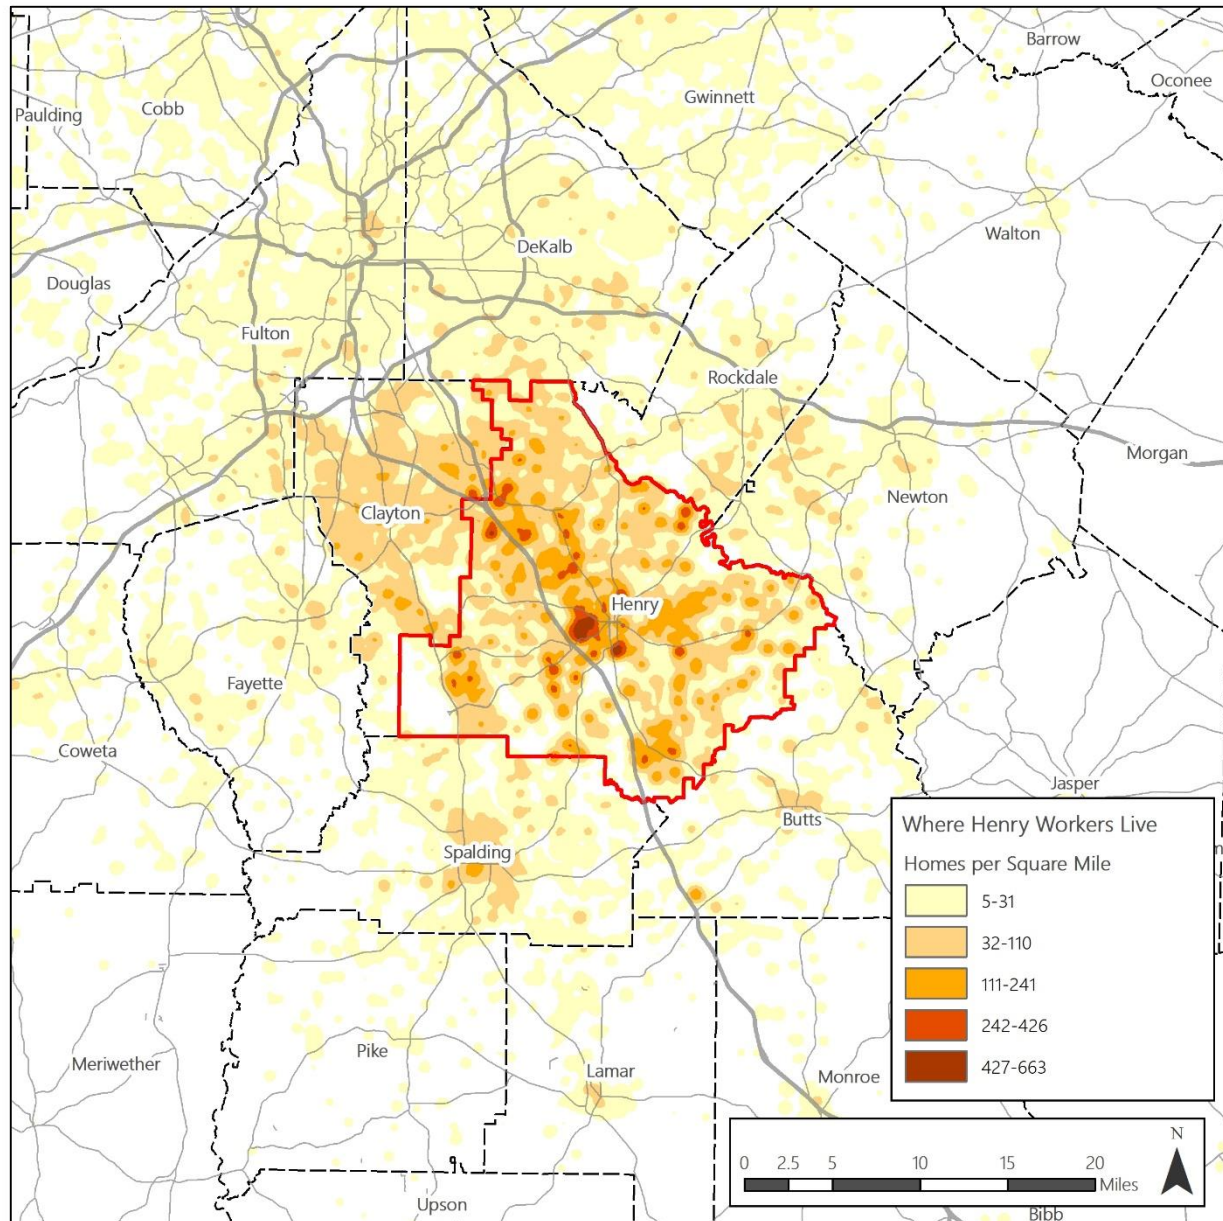 Barrow
Oconee
Gwinnett
Cobb
Paulding
Walton
DeKalb
Douglas
Fulton
Rockdale
Morgan
Newton
Clayton
Henry
Fayette
Coweta
Jasper
Butts
Spalding
Where Henry Workers Live
Homes per Square Mile
5-31
32-110
111-241
242-426
427-663
Pike
Meriwether
Lamar
Monroe
N
0 2.5 5 10 15 20
Miles
Upson
Bibb